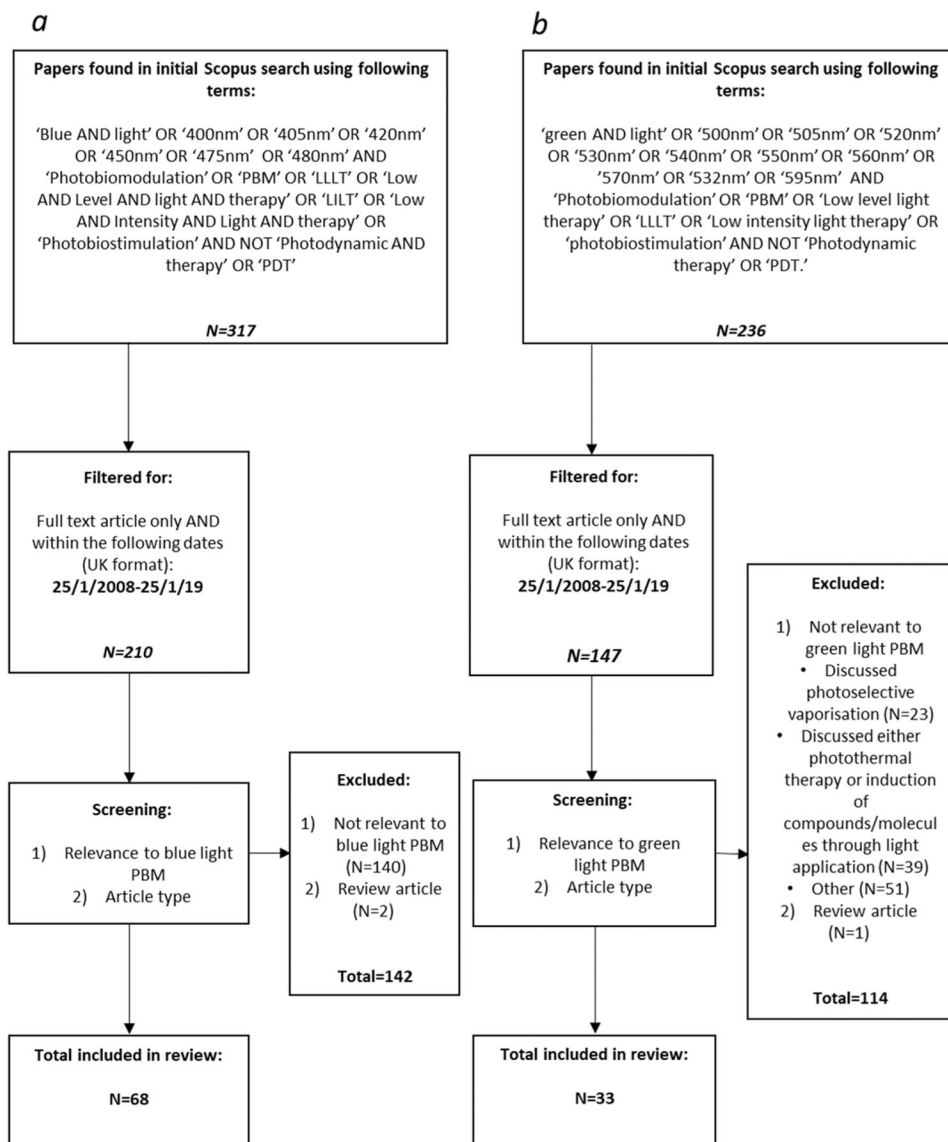 a
Papers found in initial Scopus search using following
terms:
‘Blue AND light’ OR ‘400nm’ OR ‘405nm’ OR ‘420nm’
OR ‘450nm’ OR ‘475nm’ OR ‘480nm’ AND
‘Photobiomodulation’ OR ‘PBM’ OR ‘LLLT’ OR ‘Low
AND Level AND light AND therapy’ OR ‘LILT’ OR ‘Low
AND Intensity AND Light AND therapy’ OR
‘Photobiostimulation’ AND NOT ‘Photodynamic AND
therapy’ OR ‘PDT’
N=317
Filtered for:
Full text article only AND
within the following dates
(UK format):
25/1/2008-25/1/19
N=210
Screening:
1) Relevance to blue light
PBM
2) Article type
Excluded:
1) Not relevant to
blue light PBM
(N=140)
2) Review article
(N=2)
Total=142
Total included in review:
N=68
b
Papers found in initial Scopus search using following
terms:
‘green AND light’ OR ‘500nm’ OR ‘505nm’ OR ‘520nm’
OR ‘530nm’ OR ‘540nm’ OR ‘550nm’ OR ‘560nm’ OR
’570nm’ OR ‘532nm’ OR ‘595nm’ AND
‘Photobiomodulation’ OR ‘PBM’ OR ‘Low level light
therapy’ OR ‘LLLT’ OR ‘Low intensity light therapy’ OR
‘photobiostimulation’ AND NOT ‘Photodynamic
therapy’ OR ‘PDT.’
N=236
Filtered for:
Full text article only AND
within the following dates
(UK format):
25/1/2008-25/1/19
N=147
Screening:
1) Relevance to green
light PBM
2) Article type
Excluded:
1) Not relevant to
green light PBM
• Discussed
photoselective
vaporisation (N=23)
• Discussed either
photothermal
therapy or induction
of
compounds/molecul
es through light
application (N=39)
• Other (N=51)
2) Review article
(N=1)
Total=114
Total included in review:
N=33